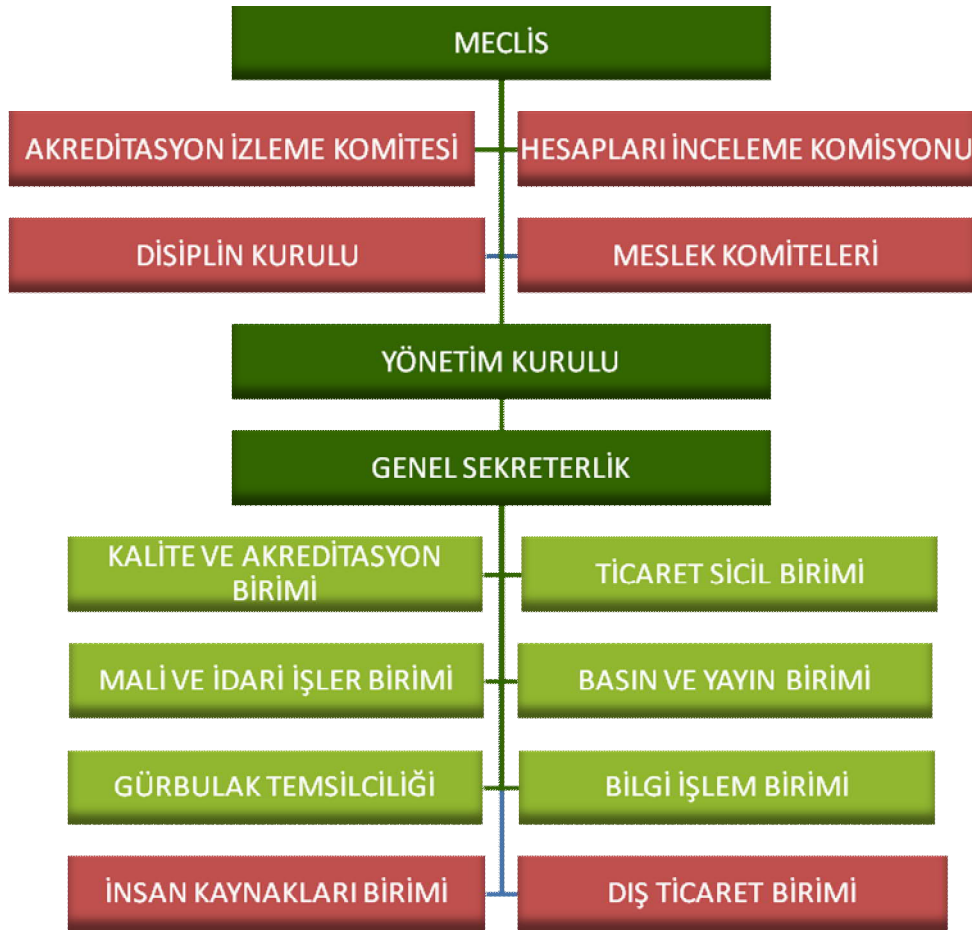 MECLİS
AKREDİTASYON İZLEME KOMİTESİ
HESAPLARI İNCELEME KOMİSYONU
DİSİPLİN KURULU
MESLEK KOMİTELERİ
YÖNETİM KURULU
GENEL SEKRETERLİK
KALİTE VE AKREDİTASYON
BİRİMİ
TİCARET SİCİL BİRİMİ
MALİ VE İDARİ İŞLER BİRİMİ
BASIN VE YAYIN BİRİMİ
GÜRBULAK TEMSİLCİLİĞİ
BİLGİ İŞLEM BİRİMİ
İNSAN KAYNAKLARI BİRİMİ
DIŞ TİCARET BİRİMİ